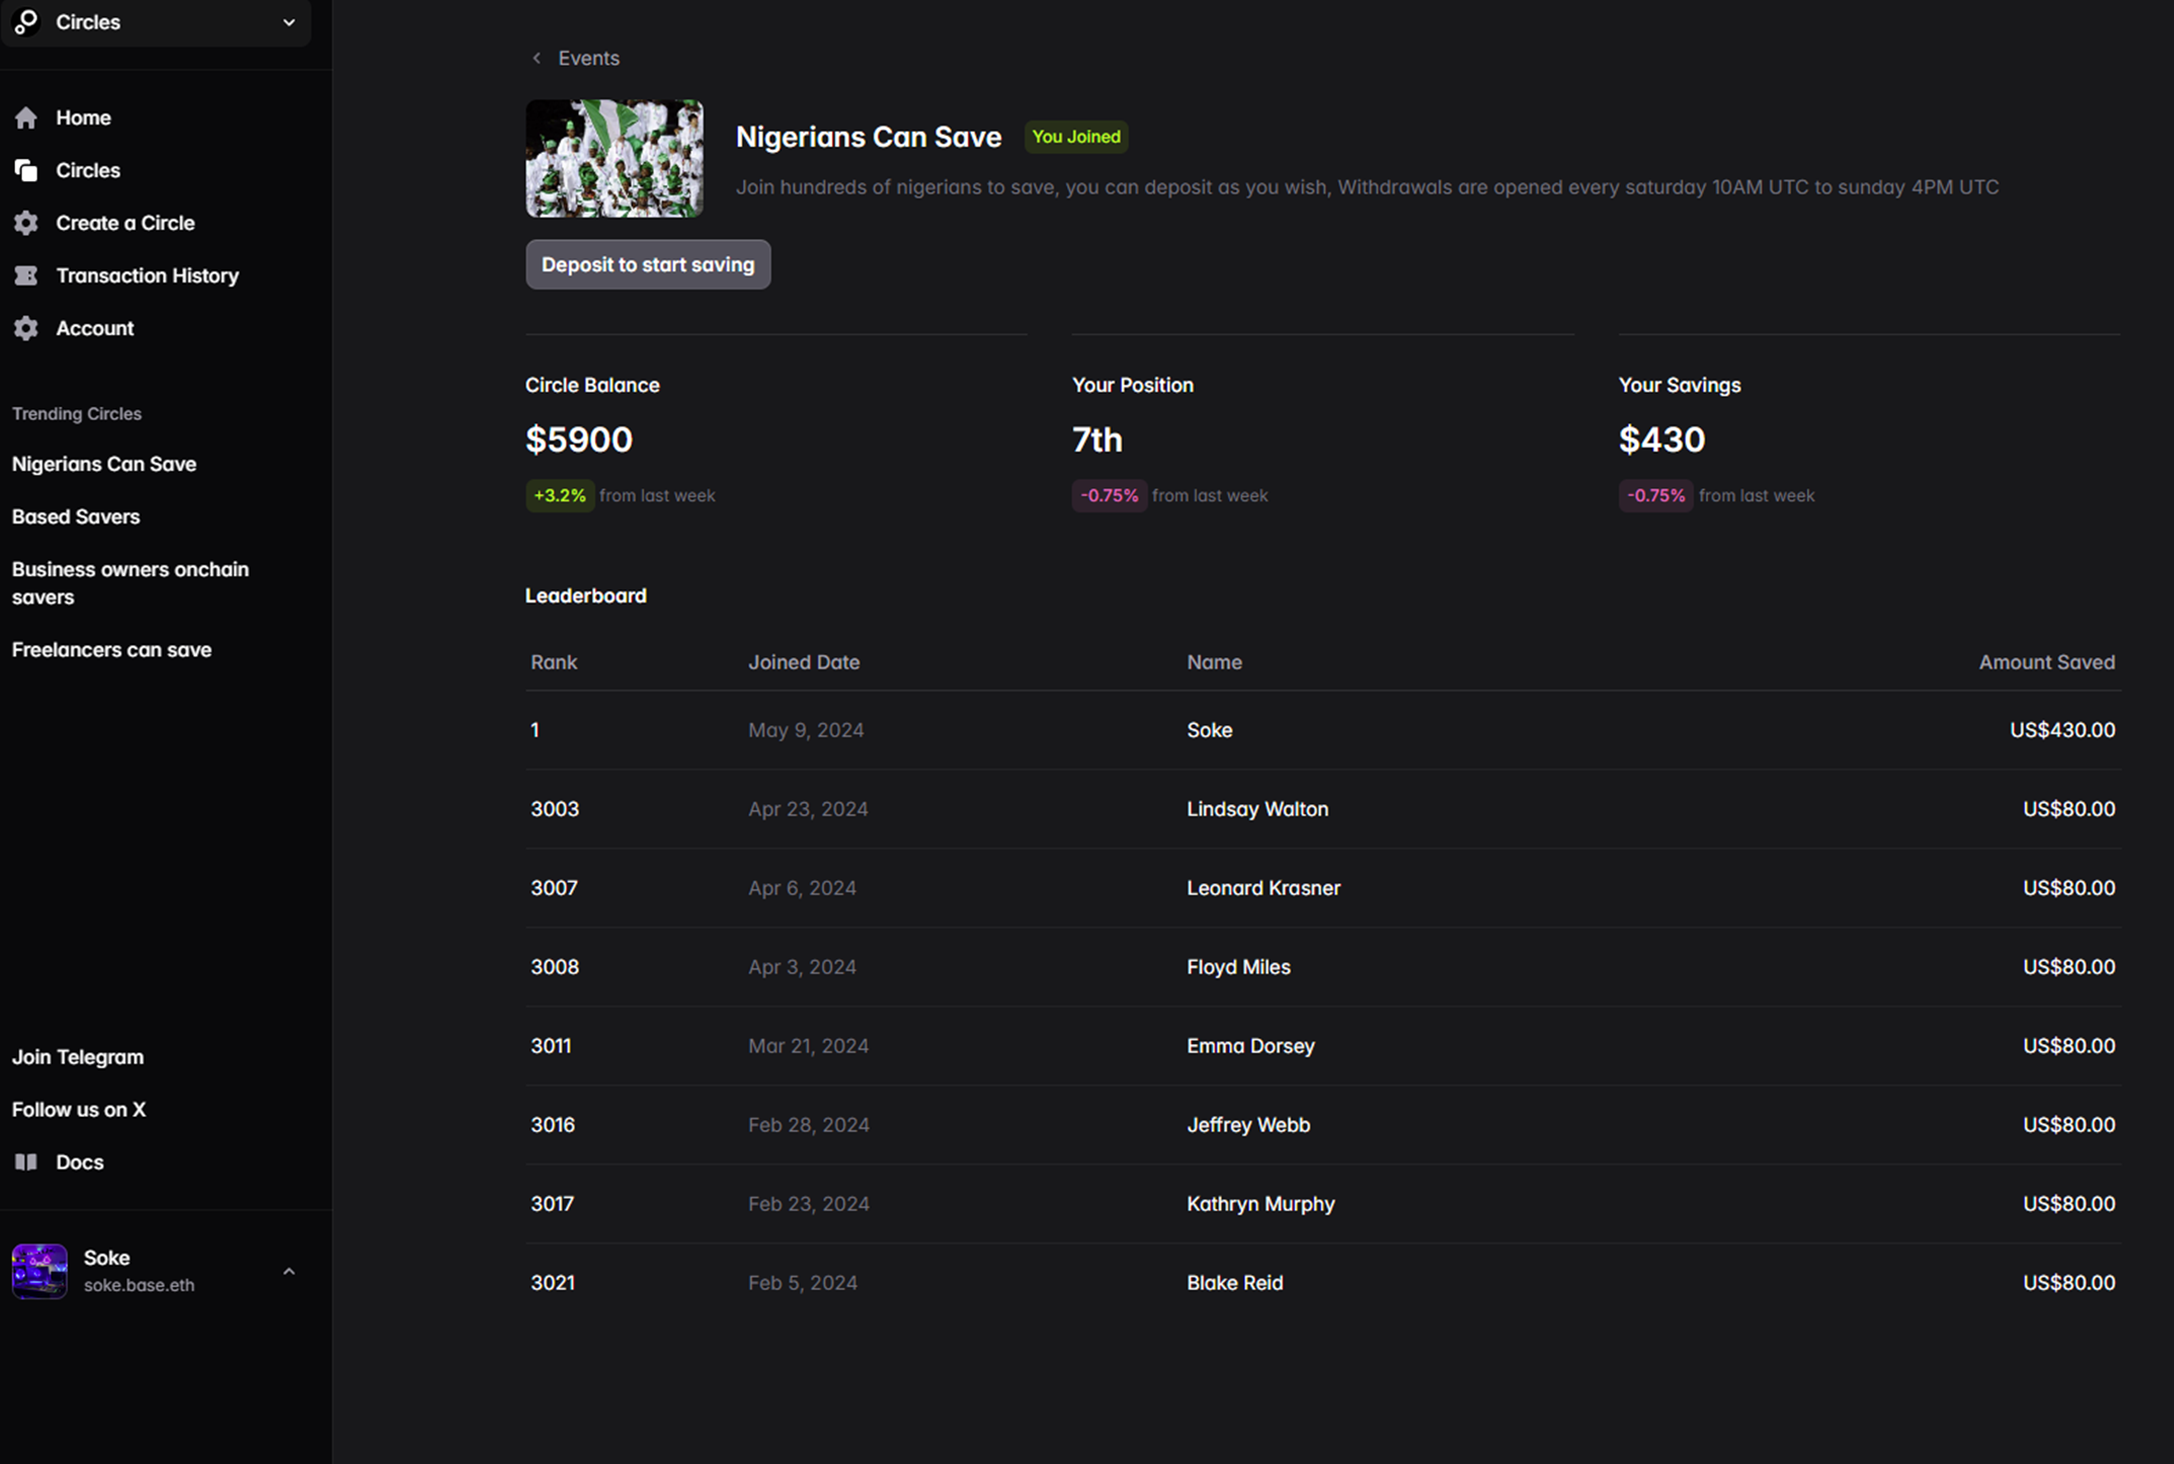 Circles
Home
Circles
Create a Circle
Transaction History
Account
Trending Circles
Nigerians Can Save
Based Savers
Business owners onchain
savers
Freelancers can save
Join Telegram
Follow us on X
Docs
Soke
soke.base.eth
Events
Nigerians Can Save You Joined
Join hundreds of nigerians to save, you can deposit as you wish, Withdrawals are opened every saturday 10AM UTC to sunday 4PM UTC
Deposit to start saving
Circle Balance
$5900
+3.2% from last week
Your Position
7th
-0.75% from last week
Your Savings
$430
-0.75% from last week
Leaderboard
Rank Joined Date Name Amount Saved
1 May 9, 2024 Soke US$430.00
3003 Apr 23, 2024 Lindsay Walton US$80.00
3007 Apr 6, 2024 Leonard Krasner US$80.00
3008 Apr 3, 2024 Floyd Miles US$80.00
3011 Mar 21, 2024 Emma Dorsey US$80.00
3016 Feb 28, 2024 Jeffrey Webb US$80.00
3017 Feb 23, 2024 Kathryn Murphy US$80.00
3021 Feb 5, 2024 Blake Reid US$80.00